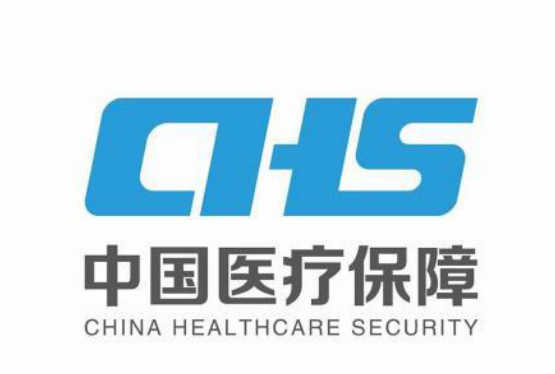 CHS
中国医疗保障
CHINA HEALTHCARE SECURITY